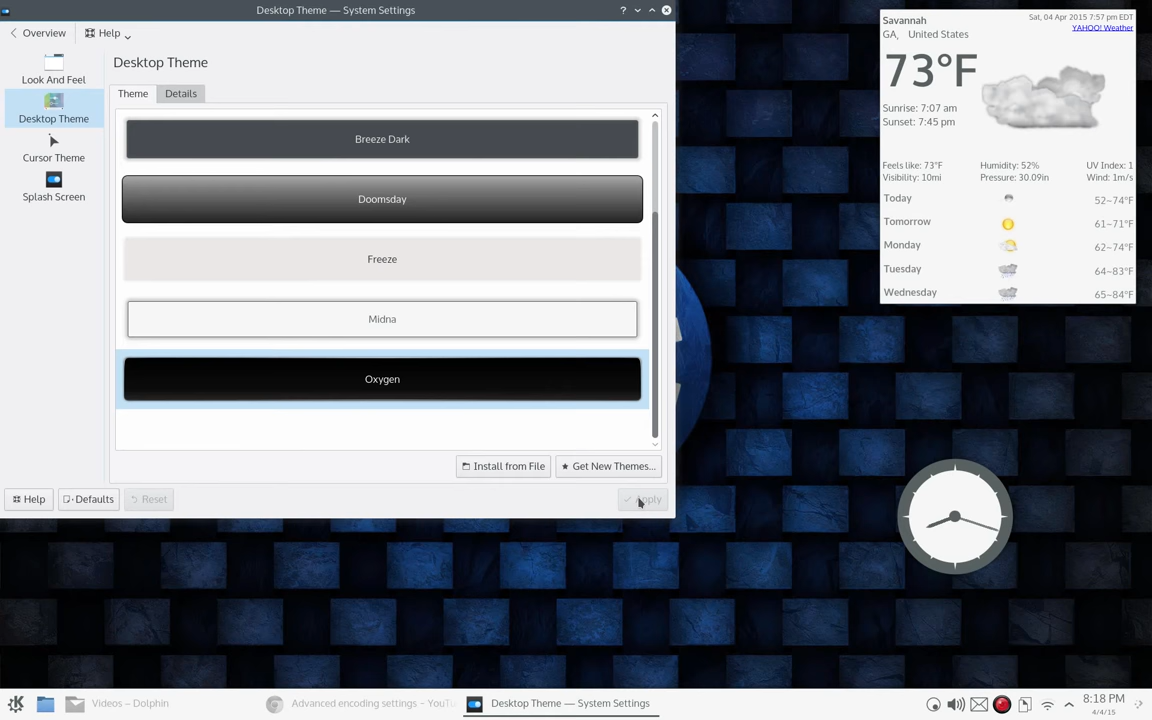 Desktop Theme — System Settings
?
Overview
Help
Look And Feel
Desktop Theme
Cursor Theme
Splash Screen
Desktop Theme
Theme
Details
Breeze Dark
Doomsday
Freeze
Midna
Oxygen
Install from File
Get New Themes...
Help
Defaults
Reset
Apply
Savannah
GA, United States
Sat, 04 Apr 2015 7:57 pm EDT
YAHOO! Weather
73°F
Sunrise: 7:07 am
Sunset: 7:45 pm
Feels like: 73°F Humidity: 52% UV Index: 1
Visibility: 10mi Pressure: 30.09in Wind: 1m/s
Today 52~74°F
Tomorrow 61~71°F
Monday 62~74°F
Tuesday 64~83°F
Wednesday 65~84°F
Videos – Dolphin
Advanced encoding settings – YouTu
Desktop Theme — System Settings
8:18 PM
4/4/15